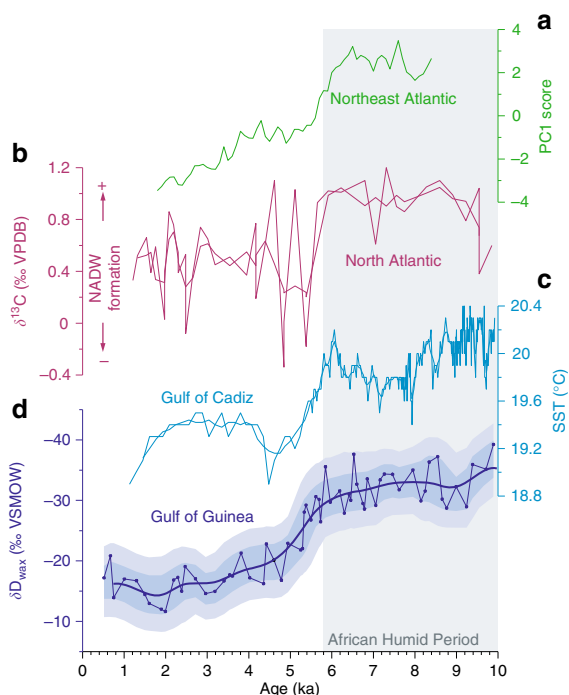 a
4
2
0
−2
−4
PC1 score
Northeast Atlantic
b
1.2
0.8
0.4
0
−0.4
δ13C (‰ VPDB)
+
NADW
formation
−
North Atlantic
c
20.4
20
19.6
19.2
18.8
SST (°C)
Gulf of Cadiz
d
−40
−30
−20
−10
δDwax (‰ VSMOW)
Gulf of Guinea
African Humid Period
0 1 2 3 4 5 6 7 8 9 10
Age (ka)